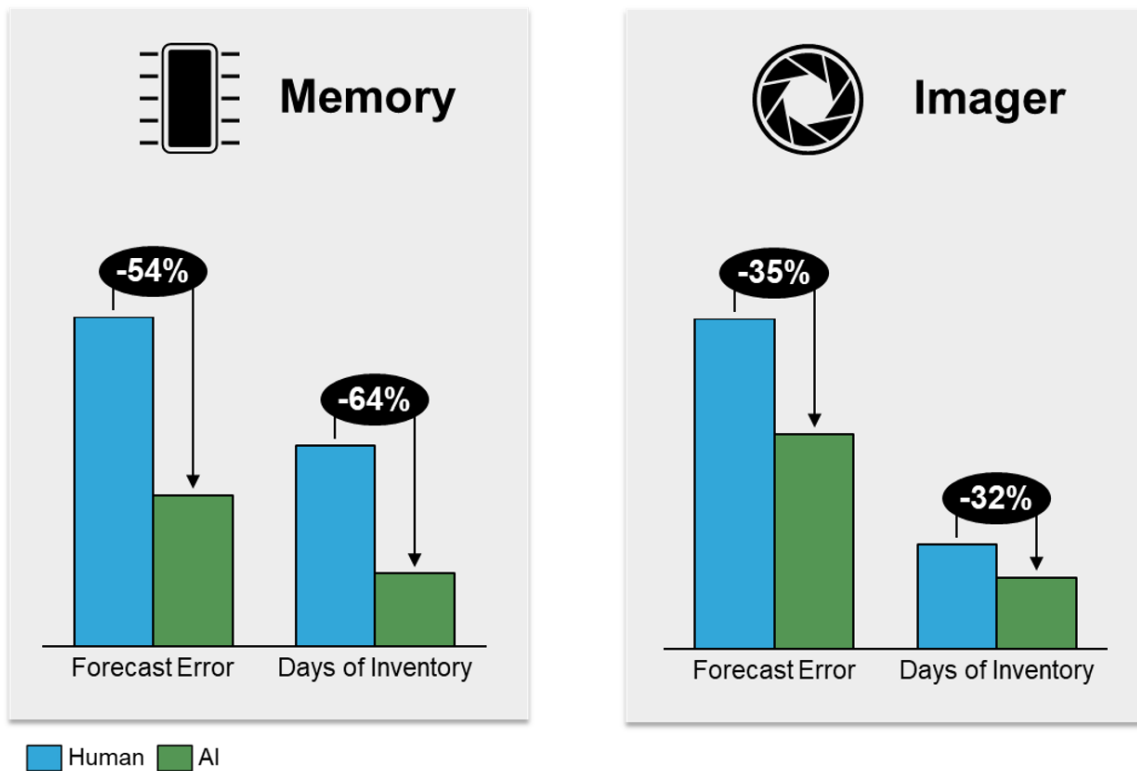 Memory
-54%
-64%
Forecast Error
Days of Inventory
Imager
-35%
-32%
Forecast Error
Days of Inventory
Human
AI